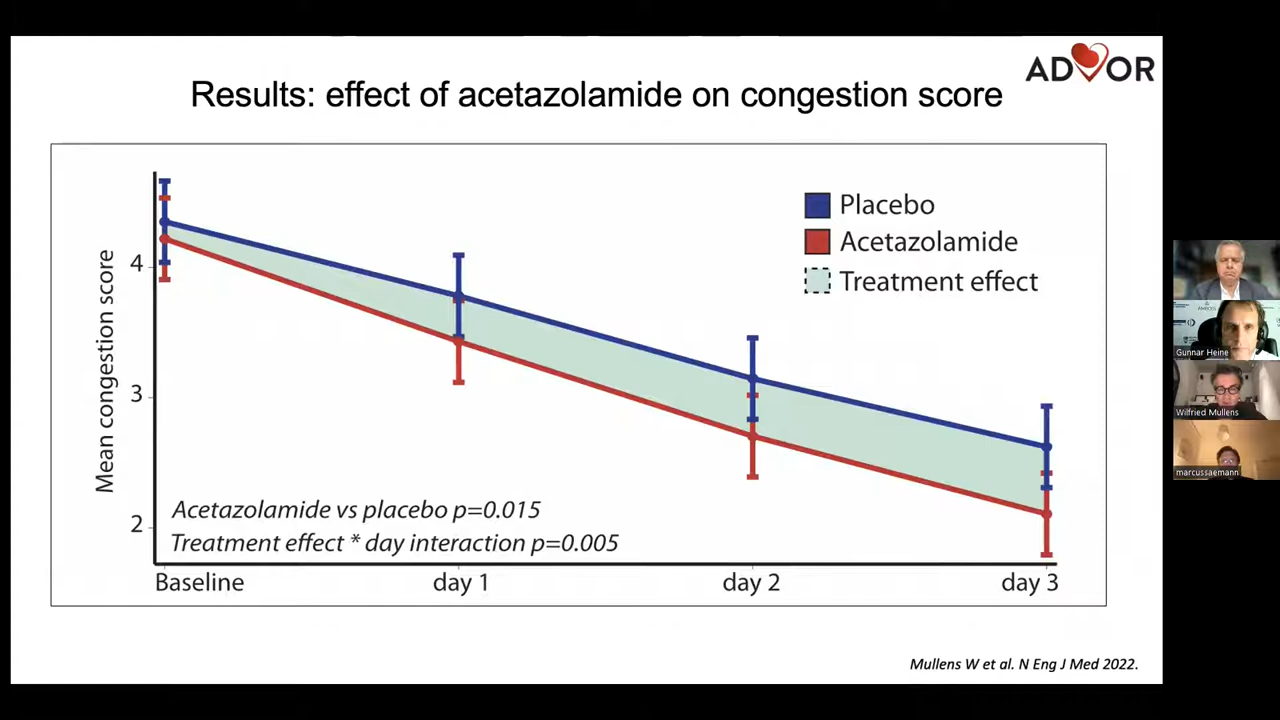 ADVOR
Results: effect of acetazolamide on congestion score
Placebo
Acetazolamide
Treatment effect
Mean congestion score
4
3
2
Acetazolamide vs placebo p=0.015
Treatment effect * day interaction p=0.005
Baseline
day 1
day 2
day 3
Mullens W et al. N Eng J Med 2022.
AMBOSS
Gunnar Heine
Wilfried Mullens
marcussaemann